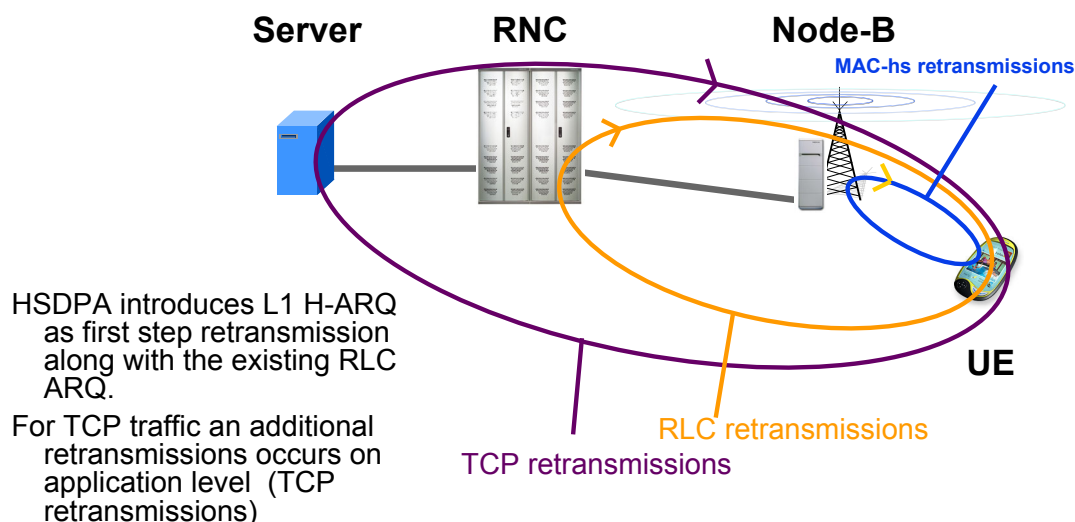 Server
RNC
Node-B
MAC-hs retransmissions
HSDPA introduces L1 H-ARQ
as first step retransmission
along with the existing RLC
ARQ.
UE
For TCP traffic an additional
retransmissions occurs on
application level (TCP
retransmissions)
RLC retransmissions
TCP retransmissions